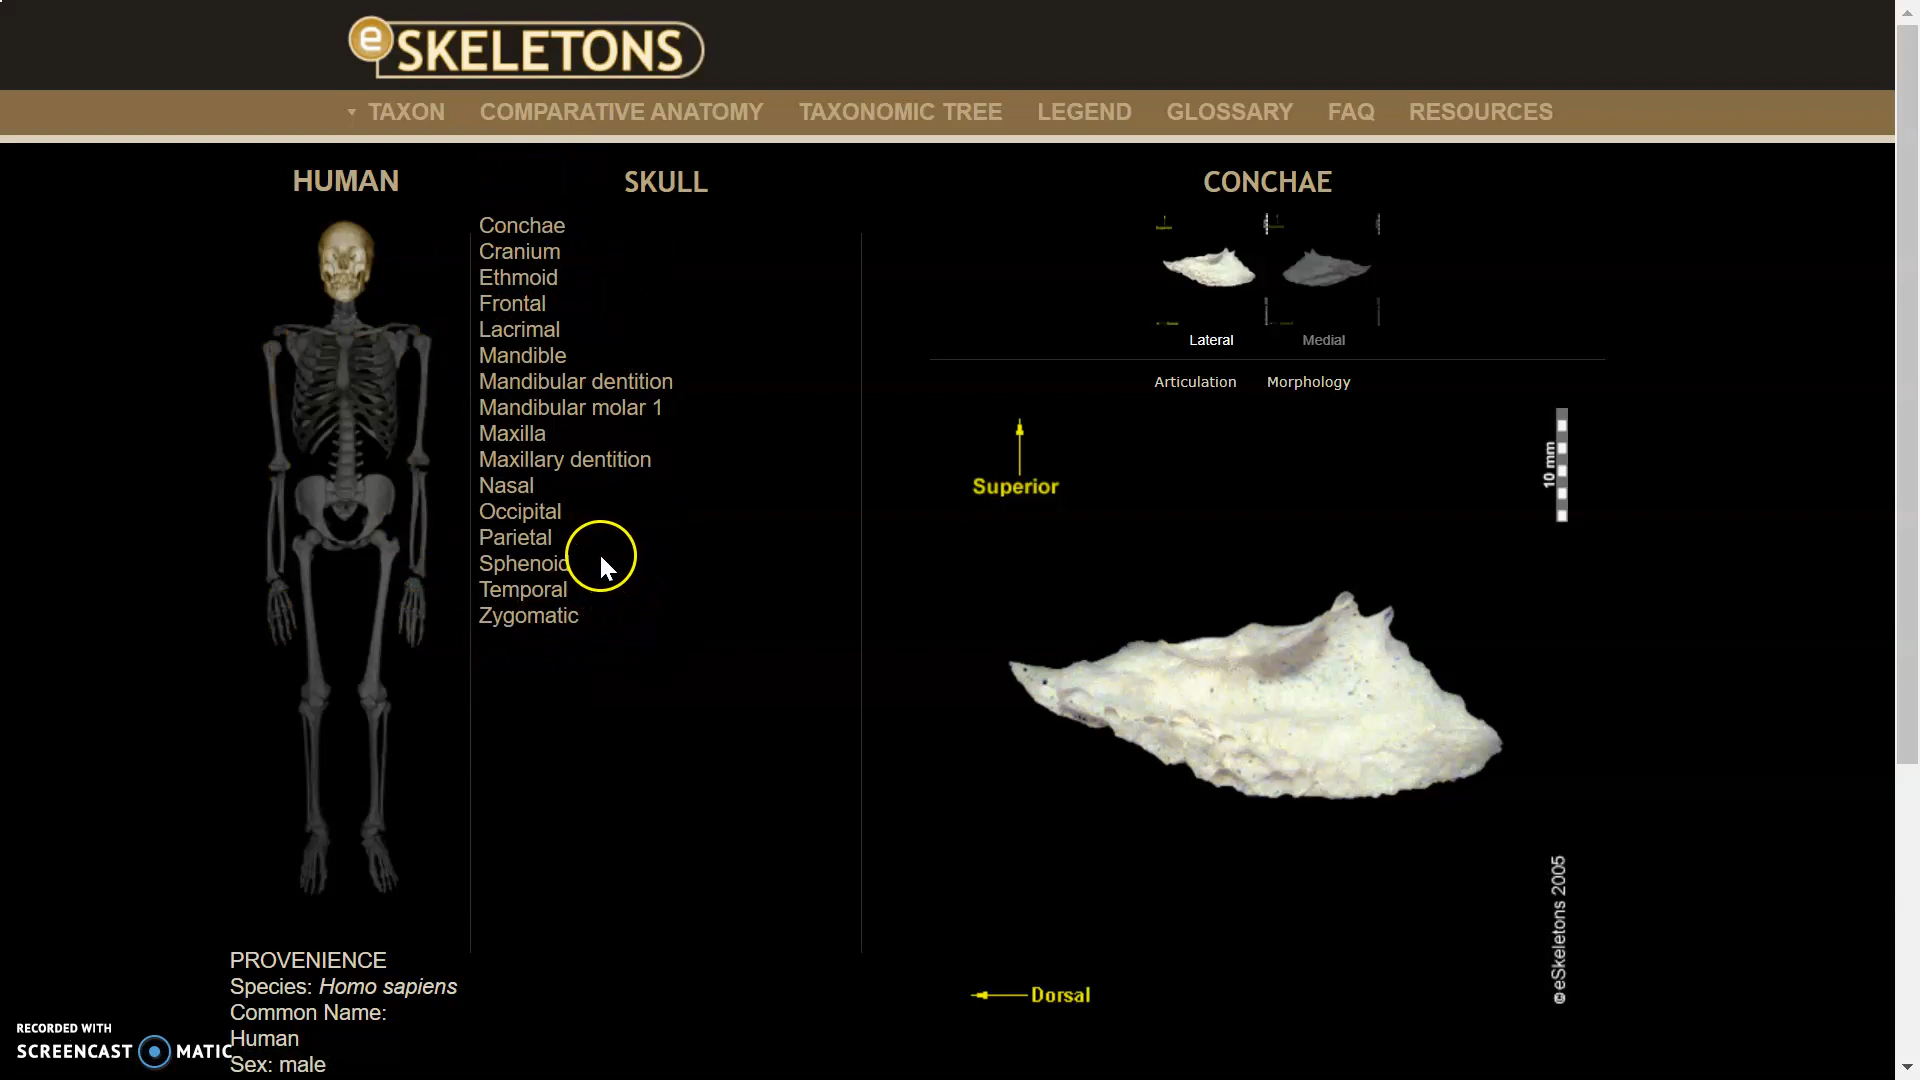 e SKELETONS
TAXON COMPARATIVE ANATOMY TAXONOMIC TREE LEGEND GLOSSARY FAQ RESOURCES
HUMAN
SKULL
CONCHAE
Conchae
Cranium
Ethmoid
Frontal
Lacrimal
Mandible
Mandibular dentition
Mandibular molar 1
Maxilla
Maxillary dentition
Nasal
Occipital
Parietal
Sphenoid
Temporal
Zygomatic
Lateral
Medial
Articulation Morphology
Superior
10 mm
Dorsal
© eSkeletons 2005
PROVENIENCE
Species: Homo sapiens
Common Name:
Human
Sex: male
RECORDED WITH
SCREENCAST MATIC